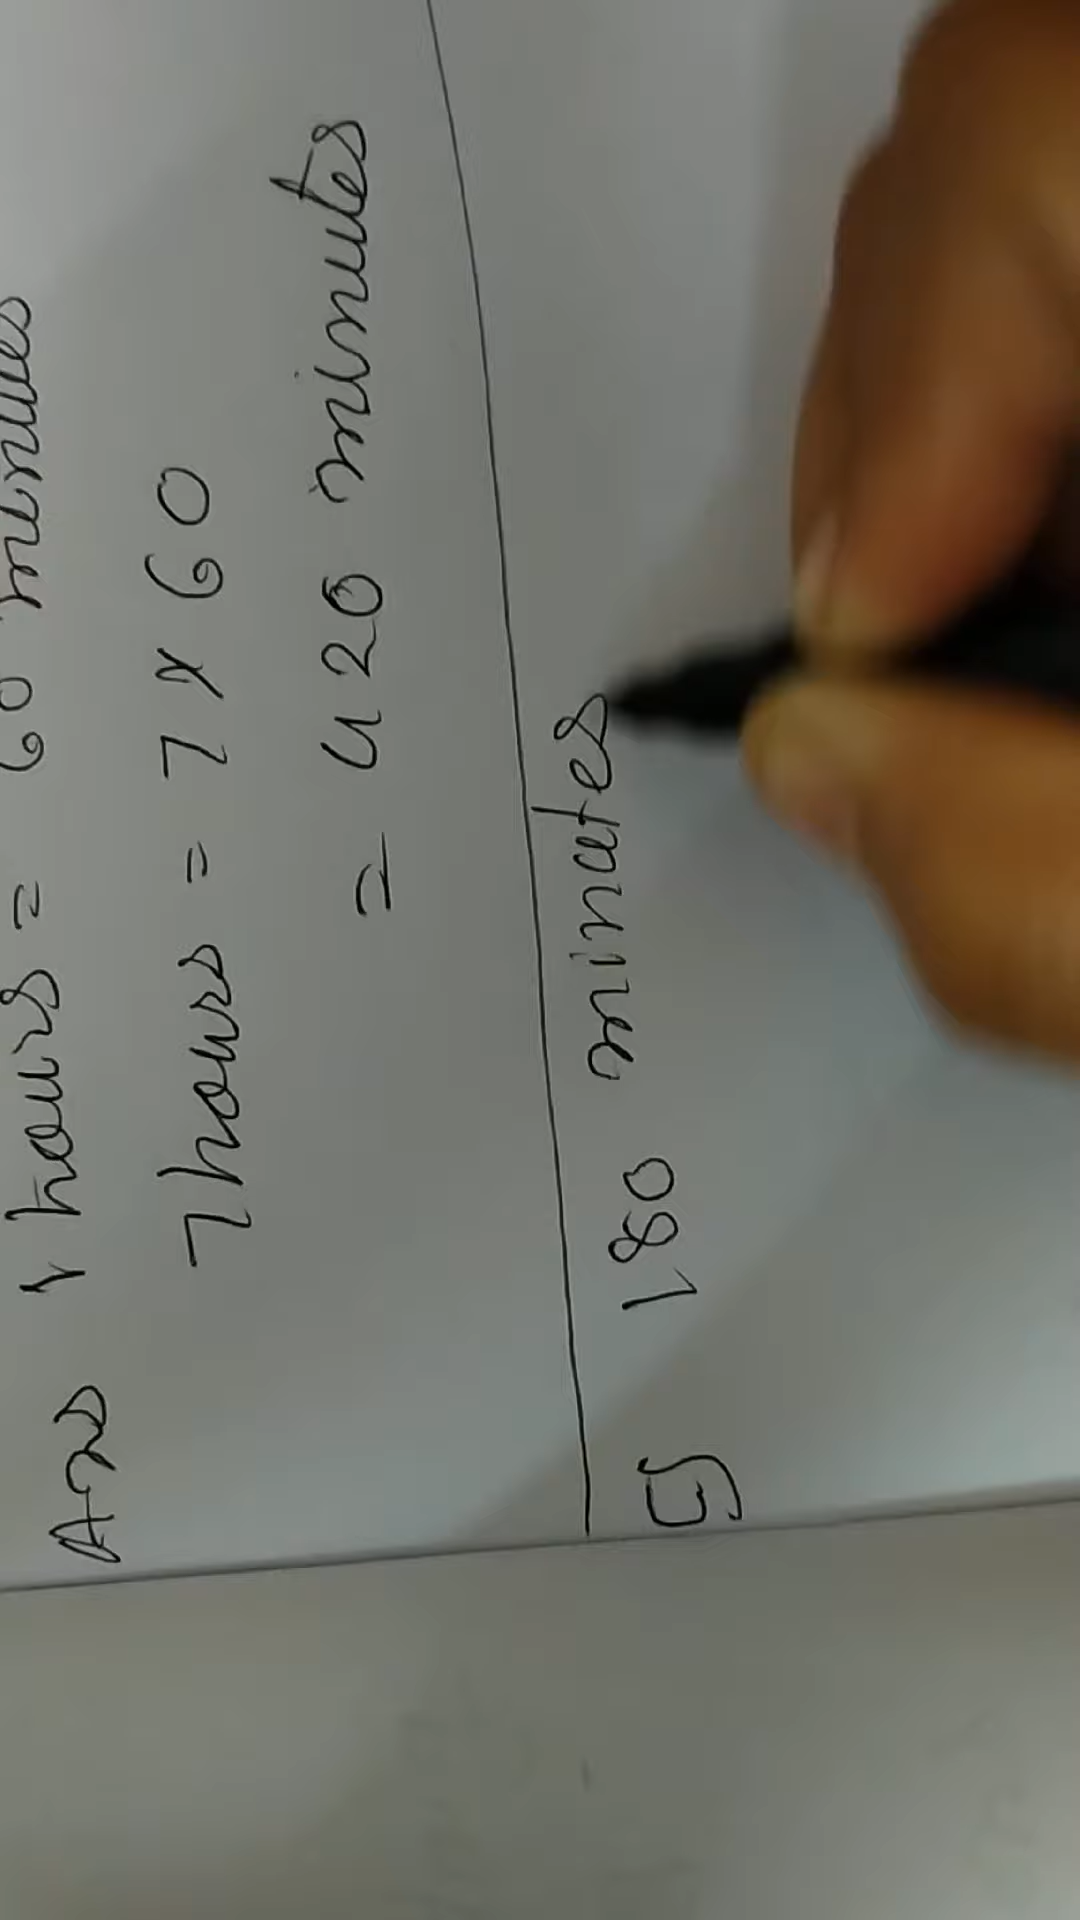 Ans 1 hours = 60 minutes
7 hours = 7 x 60
= 420 minutes
5 180 minutes